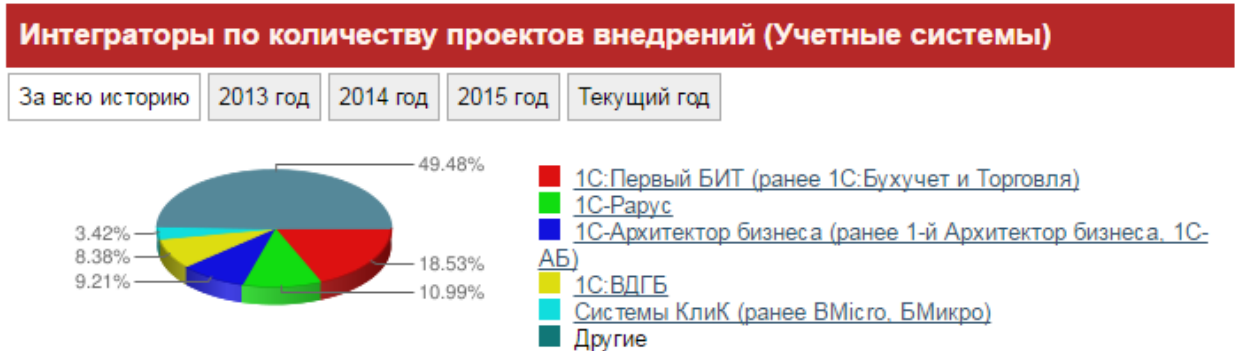 Интеграторы по количеству проектов внедрений (Учетные системы)
За всю историю 2013 год 2014 год 2015 год Текущий год
49.48%
3.42%
8.38%
9.21%
18.53%
10.99%
1С:Первый БИТ (ранее 1С:Бухучет и Торговля)
1С-Рарус
1С-Архитектор бизнеса (ранее 1-й Архитектор бизнеса, 1С-
АБ)
1С:ВДГБ
Системы КлиК (ранее BMicro, БМикро)
Другие